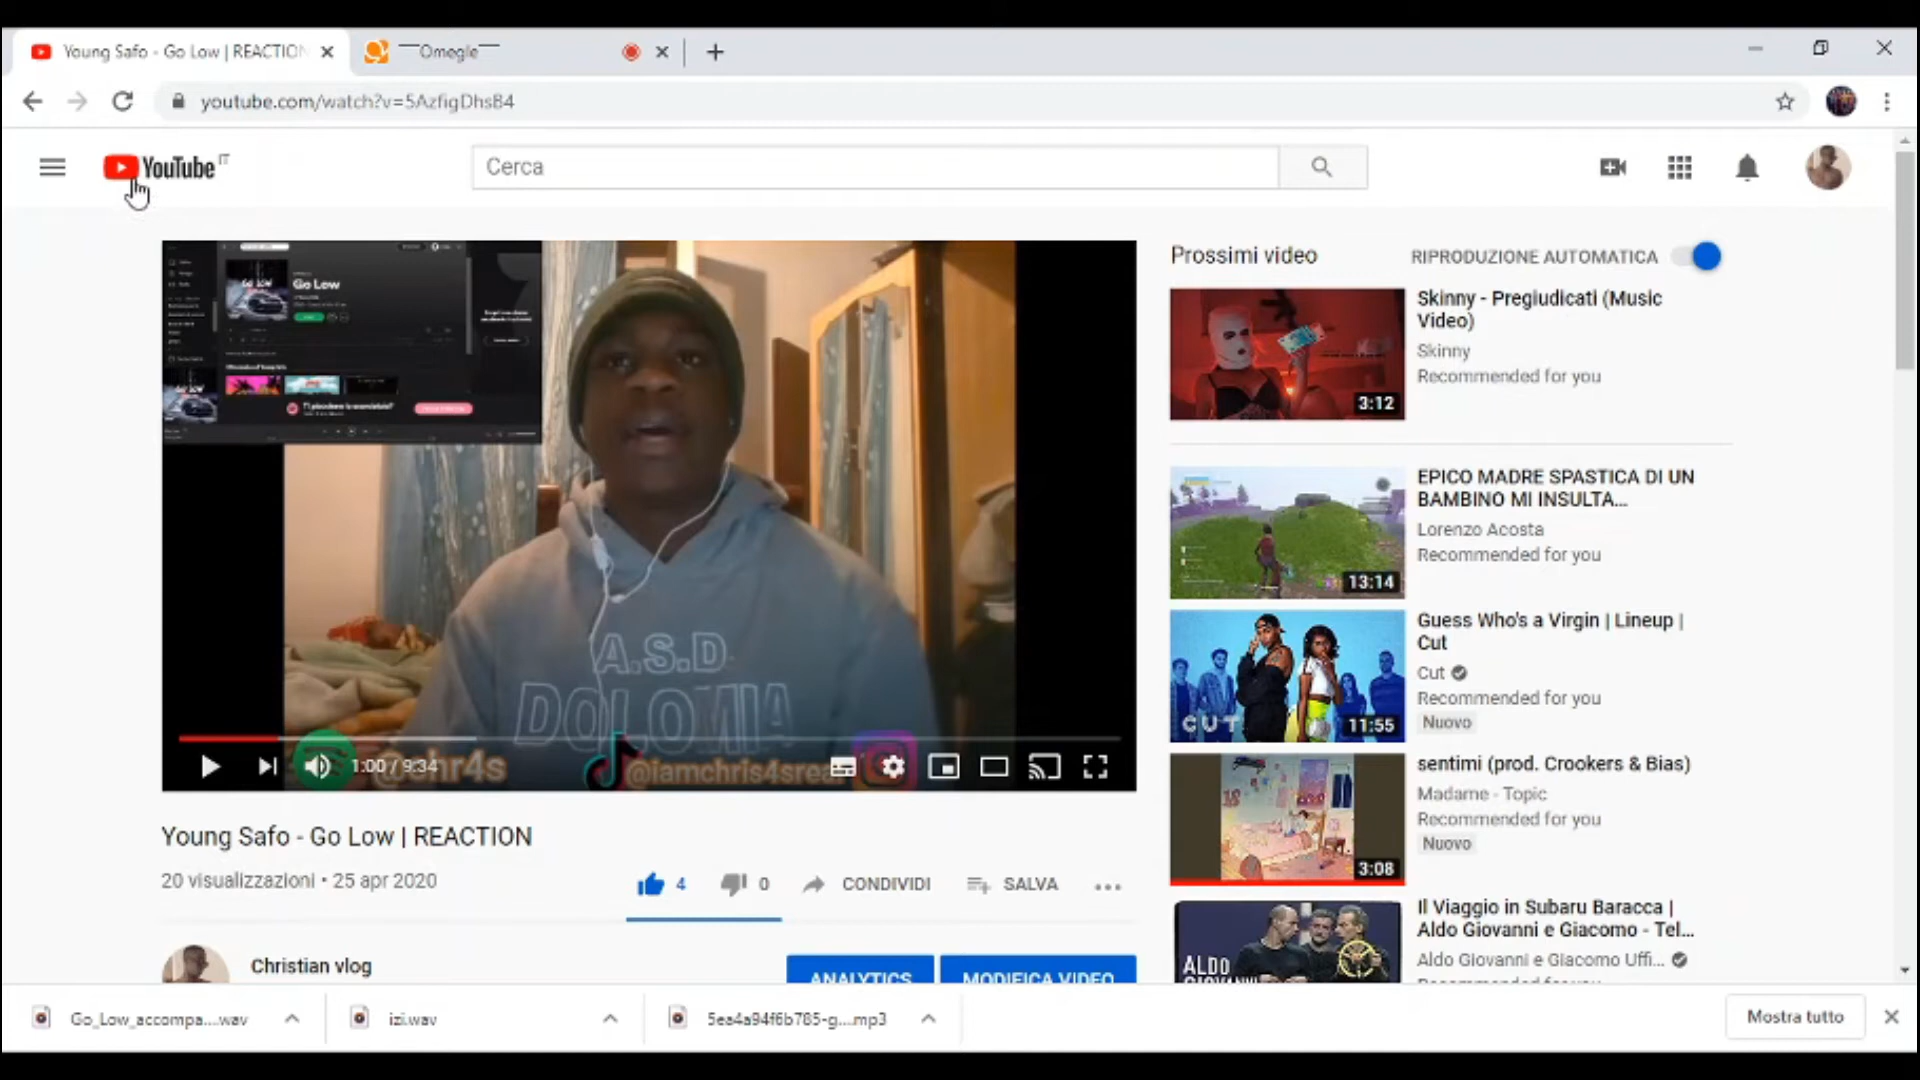 Young Safo - Go Low | REACTION
Omegle
youtube.com/watch?v=5AzfigDhsB4
YouTube IT
Cerca
Go Low
A.S.D
DOLOMIA
1:00 / 9:34
@chr4s
Young Safo - Go Low | REACTION
20 visualizzazioni • 25 apr 2020
4
0
CONDIVIDI
SALVA
Christian vlog
ANALYTICS
MODIFICA VIDEO
Prossimi video
RIPRODUZIONE AUTOMATICA
3:12
Skinny - Pregiudicati (Music
Video)
Skinny
Recommended for you
13:14
EPICO MADRE SPASTICA DI UN
BAMBINO MI INSULTA...
Lorenzo Acosta
Recommended for you
CUT
11:55
Guess Who's a Virgin | Lineup |
Cut
Cut
Recommended for you
Nuovo
3:08
sentimi (prod. Crookers & Bias)
Madame - Topic
Recommended for you
Nuovo
ALDO
Il Viaggio in Subaru Baracca |
Aldo Giovanni e Giacomo - Tel...
Aldo Giovanni e Giacomo Uffi...
Go_Low_accompa....wav
izi.wav
5ea4a94f6b785-g....mp3
Mostra tutto